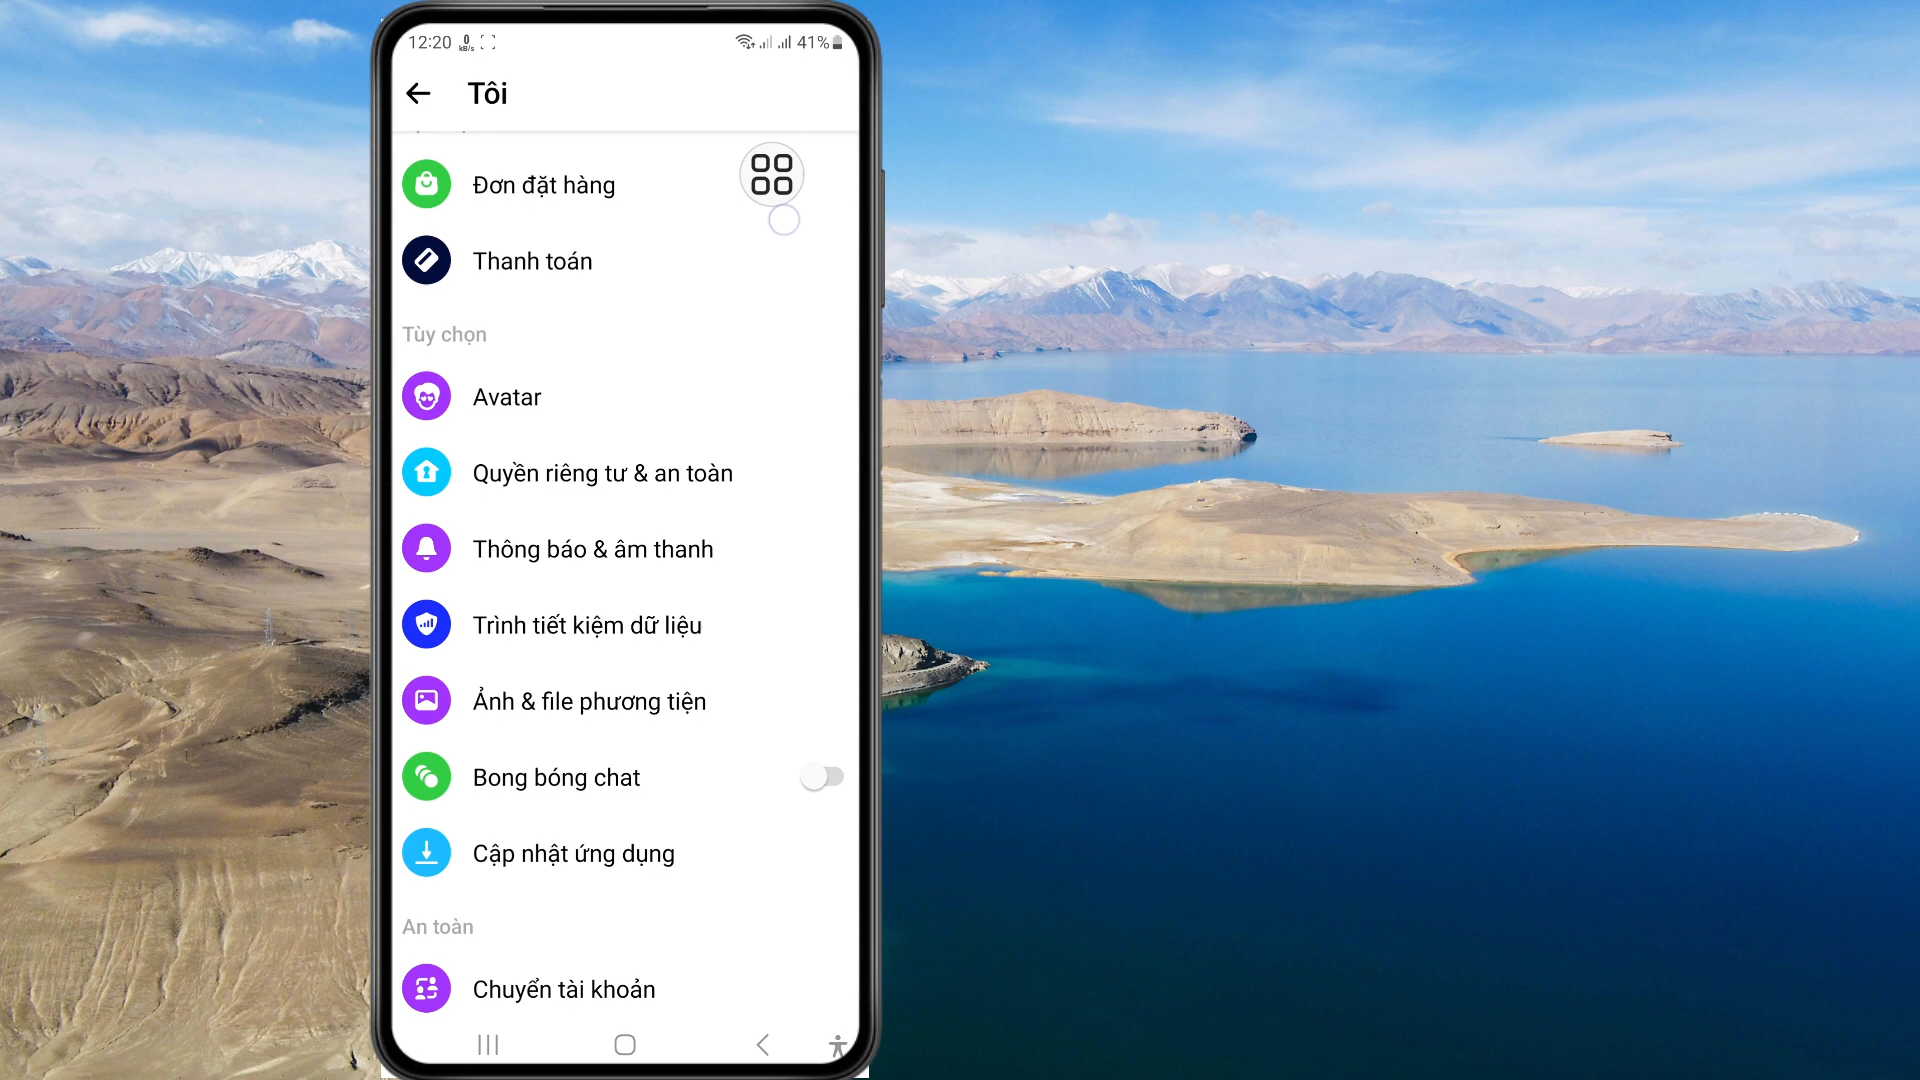 12:20 0 KB/s 41%
Tôi
Đơn đặt hàng
Thanh toán
Tùy chọn
Avatar
Quyền riêng tư & an toàn
Thông báo & âm thanh
Trình tiết kiệm dữ liệu
Ảnh & file phương tiện
Bong bóng chat
Cập nhật ứng dụng
An toàn
Chuyển tài khoản